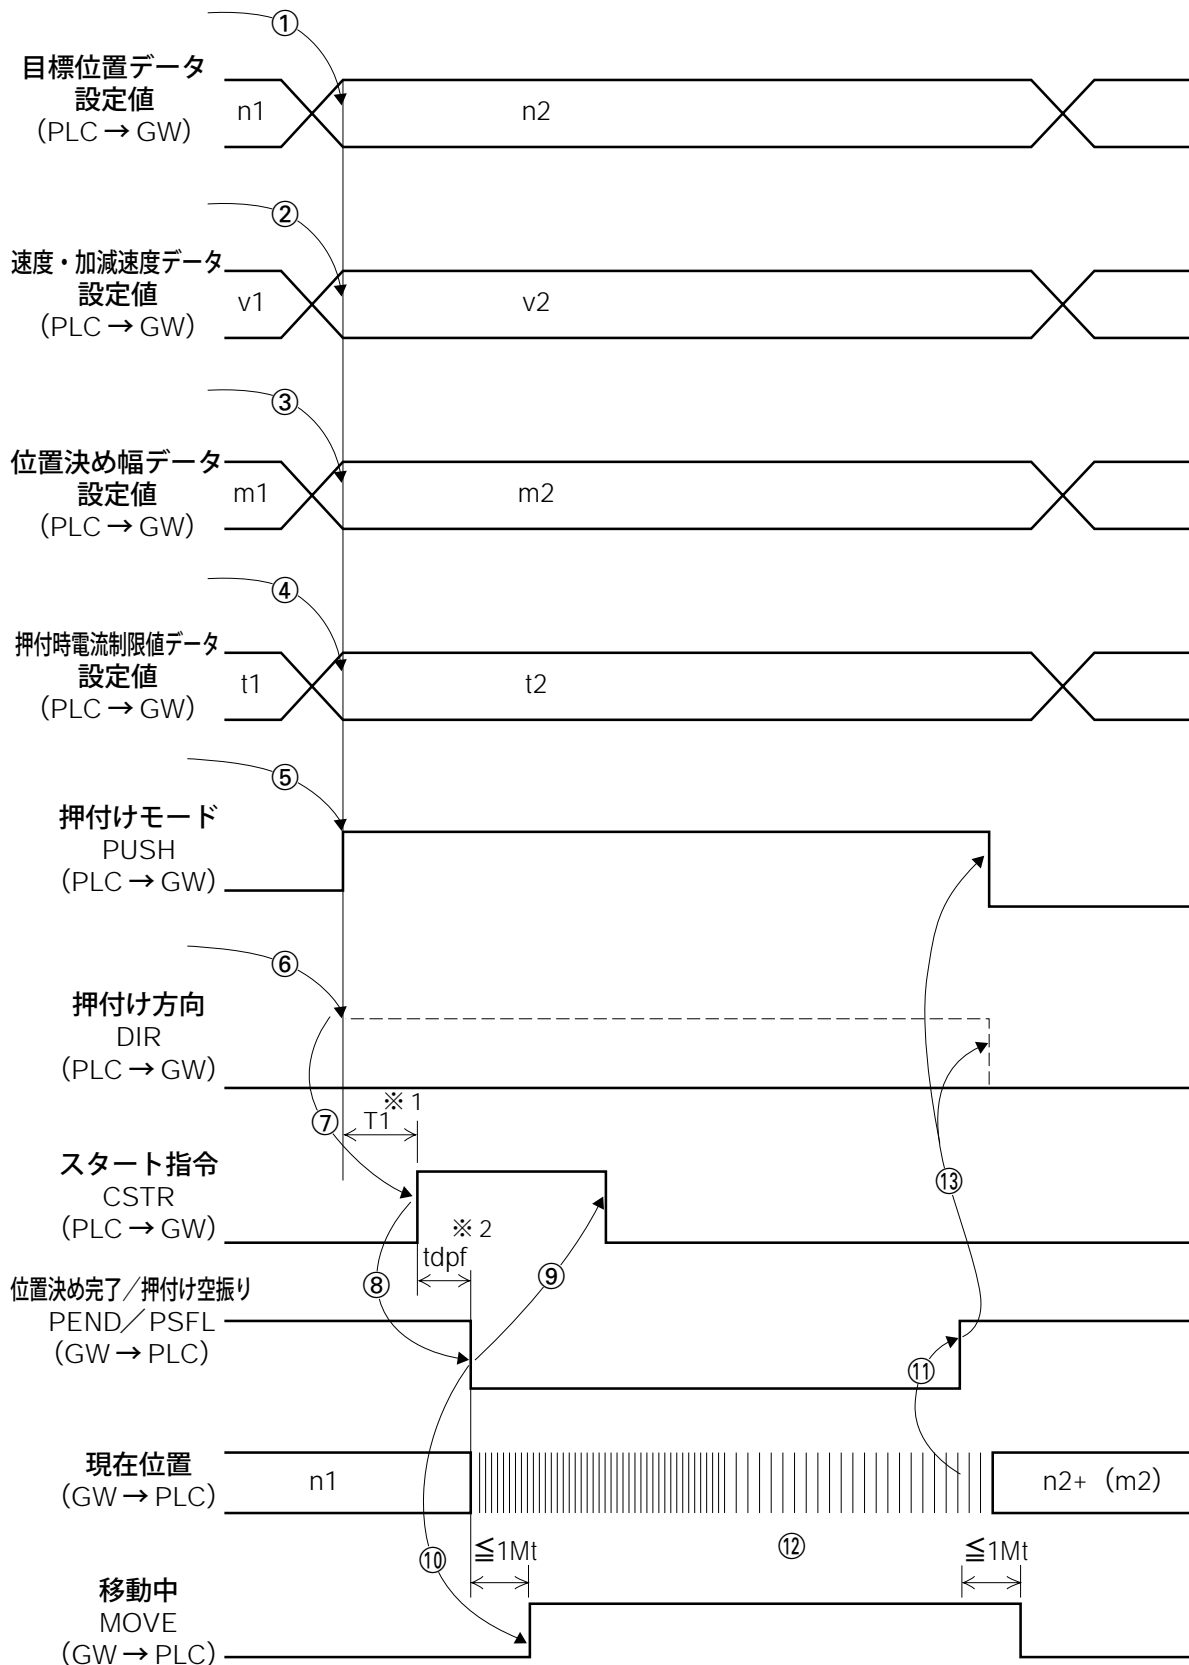 ①
目標位置データ
設定値
（PLC → GW）
n1
n2
②
速度・加減速度データ
設定値
（PLC → GW）
v1
v2
③
位置決め幅データ
設定値
（PLC → GW）
m1
m2
④
押付時電流制限値データ
設定値
（PLC → GW）
t1
t2
⑤
押付けモード
PUSH
（PLC → GW）
⑥
押付け方向
DIR
（PLC → GW）
⑦
※1
T1
スタート指令
CSTR
（PLC → GW）
⑬
※2
tdpf
⑧
⑨
位置決め完了／押付け空振り
PEND／PSFL
（GW → PLC）
⑪
現在位置
（GW → PLC）
n1
n2+（m2）
⑩
≦1Mt
⑫
≦1Mt
移動中
MOVE
（GW → PLC）